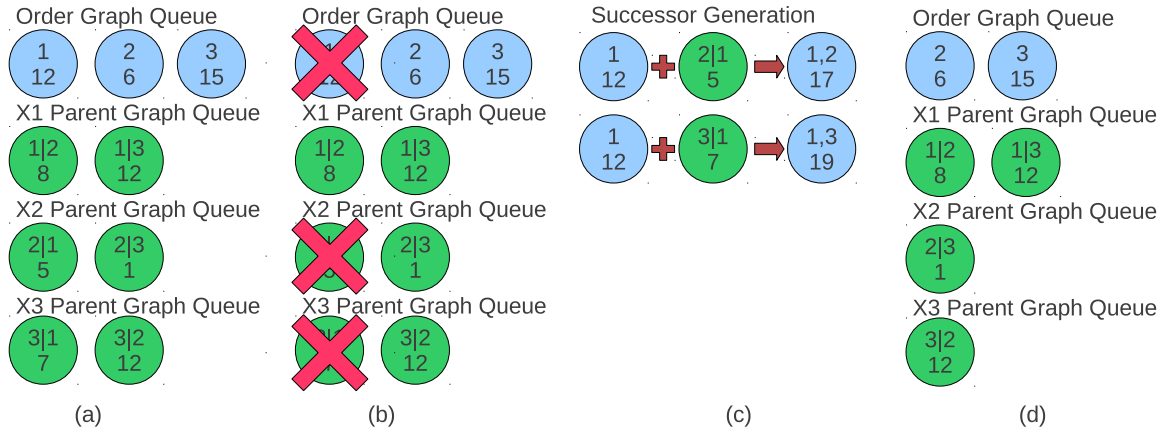 Order Graph Queue
1 2 3
12 6 15
X1 Parent Graph Queue
1|2 1|3
8 12
X2 Parent Graph Queue
2|1 2|3
5 1
X3 Parent Graph Queue
3|1 3|2
7 12
(a)
Order Graph Queue
2 3
6 15
X1 Parent Graph Queue
1|2 1|3
8 12
X2 Parent Graph Queue
2|3
1
X3 Parent Graph Queue
3|2
12
(b)
Successor Generation
1 2|1 1,2
12 5 17
1 3|1 1,3
12 7 19
(c)
Order Graph Queue
2 3
6 15
X1 Parent Graph Queue
1|2 1|3
8 12
X2 Parent Graph Queue
2|3
1
X3 Parent Graph Queue
3|2
12
(d)